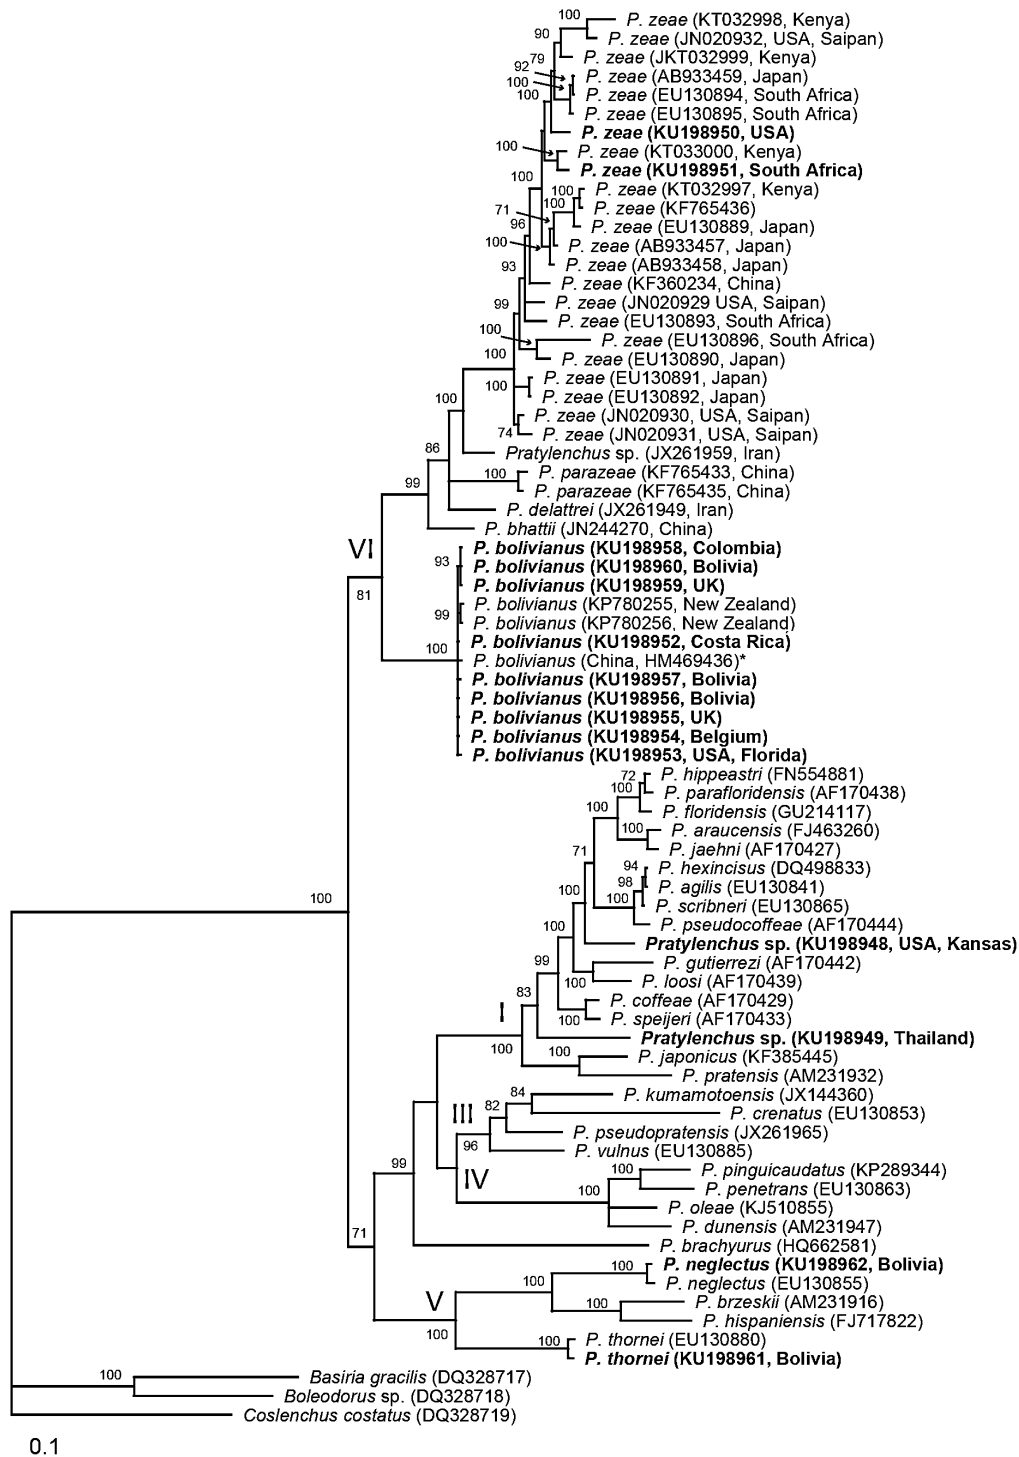 100 P. zeae (KT032998, Kenya)
90 P. zeae (JN020932, USA, Saipan)
79 P. zeae (JKT032999, Kenya)
92 P. zeae (AB933459, Japan)
100 P. zeae (EU130894, South Africa)
100 P. zeae (EU130895, South Africa)
P. zeae (KU198950, USA)
100 P. zeae (KT033000, Kenya)
P. zeae (KU198951, South Africa)
100 100 P. zeae (KT032997, Kenya)
71 100 P. zeae (KF765436)
96 P. zeae (EU130889, Japan)
100 P. zeae (AB933457, Japan)
93 P. zeae (AB933458, Japan)
P. zeae (KF360234, China)
99 P. zeae (JN020929 USA, Saipan)
P. zeae (EU130893, South Africa)
100 P. zeae (EU130896, South Africa)
100 P. zeae (EU130890, Japan)
100 P. zeae (EU130891, Japan)
100 P. zeae (EU130892, Japan)
P. zeae (JN020930, USA, Saipan)
74 P. zeae (JN020931, USA, Saipan)
86 Pratylenchus sp. (JX261959, Iran)
100 P. parazeae (KF765433, China)
99 P. parazeae (KF765435, China)
P. delattrei (JX261949, Iran)
P. bhattii (JN244270, China)
VI P. bolivianus (KU198958, Colombia)
93 P. bolivianus (KU198960, Bolivia)
81 P. bolivianus (KU198959, UK)
P. bolivianus (KP780255, New Zealand)
99 P. bolivianus (KP780256, New Zealand)
P. bolivianus (KU198952, Costa Rica)
100 P. bolivianus (China, HM469436)*
P. bolivianus (KU198957, Bolivia)
P. bolivianus (KU198956, Bolivia)
P. bolivianus (KU198955, UK)
P. bolivianus (KU198954, Belgium)
P. bolivianus (KU198953, USA, Florida)
72 P. hippeastri (FN554881)
100 P. parafloridensis (AF170438)
100 P. floridensis (GU214117)
100 P. araucensis (FJ463260)
71 P. jaehni (AF170427)
94 P. hexincisus (DQ498833)
100 98 P. agilis (EU130841)
100 P. scribneri (EU130865)
100 P. pseudocoffeae (AF170444)
100 Pratylenchus sp. (KU198948, USA, Kansas)
99 P. gutierrezi (AF170442)
100 P. loosi (AF170439)
83 P. coffeae (AF170429)
I 100 P. speijeri (AF170433)
Pratylenchus sp. (KU198949, Thailand)
100 100 P. japonicus (KF385445)
P. pratensis (AM231932)
84 P. kumamotoensis (JX144360)
III 82 P. crenatus (EU130853)
P. pseudopratensis (JX261965)
96 P. vulnus (EU130885)
99 IV 100 P. pinguicaudatus (KP289344)
100 P. penetrans (EU130863)
P. oleae (KJ510855)
P. dunensis (AM231947)
71 P. brachyurus (HQ662581)
100 P. neglectus (KU198962, Bolivia)
100 P. neglectus (EU130855)
V 100 P. brzeskii (AM231916)
P. hispaniensis (FJ717822)
100 100 P. thornei (EU130880)
P. thornei (KU198961, Bolivia)
100 Basiria gracilis (DQ328717)
Boleodorus sp. (DQ328718)
Coslenchus costatus (DQ328719)
0.1